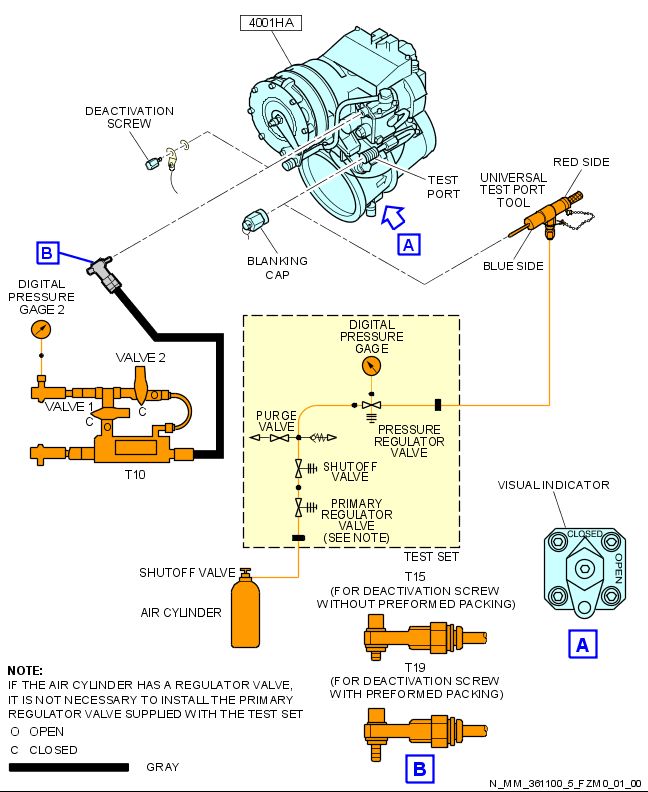 4001HA
DEACTIVATION
SCREW
TEST
PORT
A
UNIVERSAL
TEST PORT
TOOL
RED SIDE
BLUE SIDE
BLANKING
CAP
B
DIGITAL
PRESSURE
GAGE 2
VALVE 2
VALVE 1
C
C
T10
DIGITAL
PRESSURE
GAGE
PURGE
VALVE
PRESSURE
REGULATOR
VALVE
SHUTOFF
VALVE
PRIMARY
REGULATOR
VALVE
(SEE NOTE)
TEST SET
SHUTOFF VALVE
AIR CYLINDER
VISUAL INDICATOR
CLOSED
OPEN
A
T15
(FOR DEACTIVATION SCREW
WITHOUT PREFORMED PACKING)
T19
(FOR DEACTIVATION SCREW
WITH PREFORMED PACKING)
B
NOTE:
IF THE AIR CYLINDER HAS A REGULATOR VALVE,
IT IS NOT NECESSARY TO INSTALL THE PRIMARY
REGULATOR VALVE SUPPLIED WITH THE TEST SET
O OPEN
C CLOSED
GRAY
N_MM_361100_5_FZM0_01_00